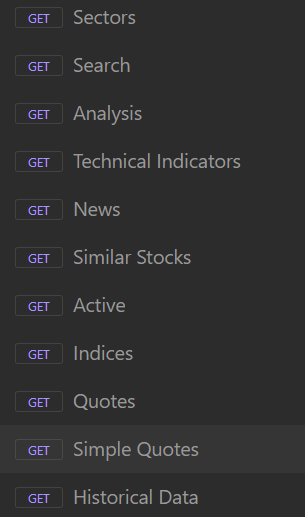 GET Sectors
GET Search
GET Analysis
GET Technical Indicators
GET News
GET Similar Stocks
GET Active
GET Indices
GET Quotes
GET Simple Quotes
GET Historical Data